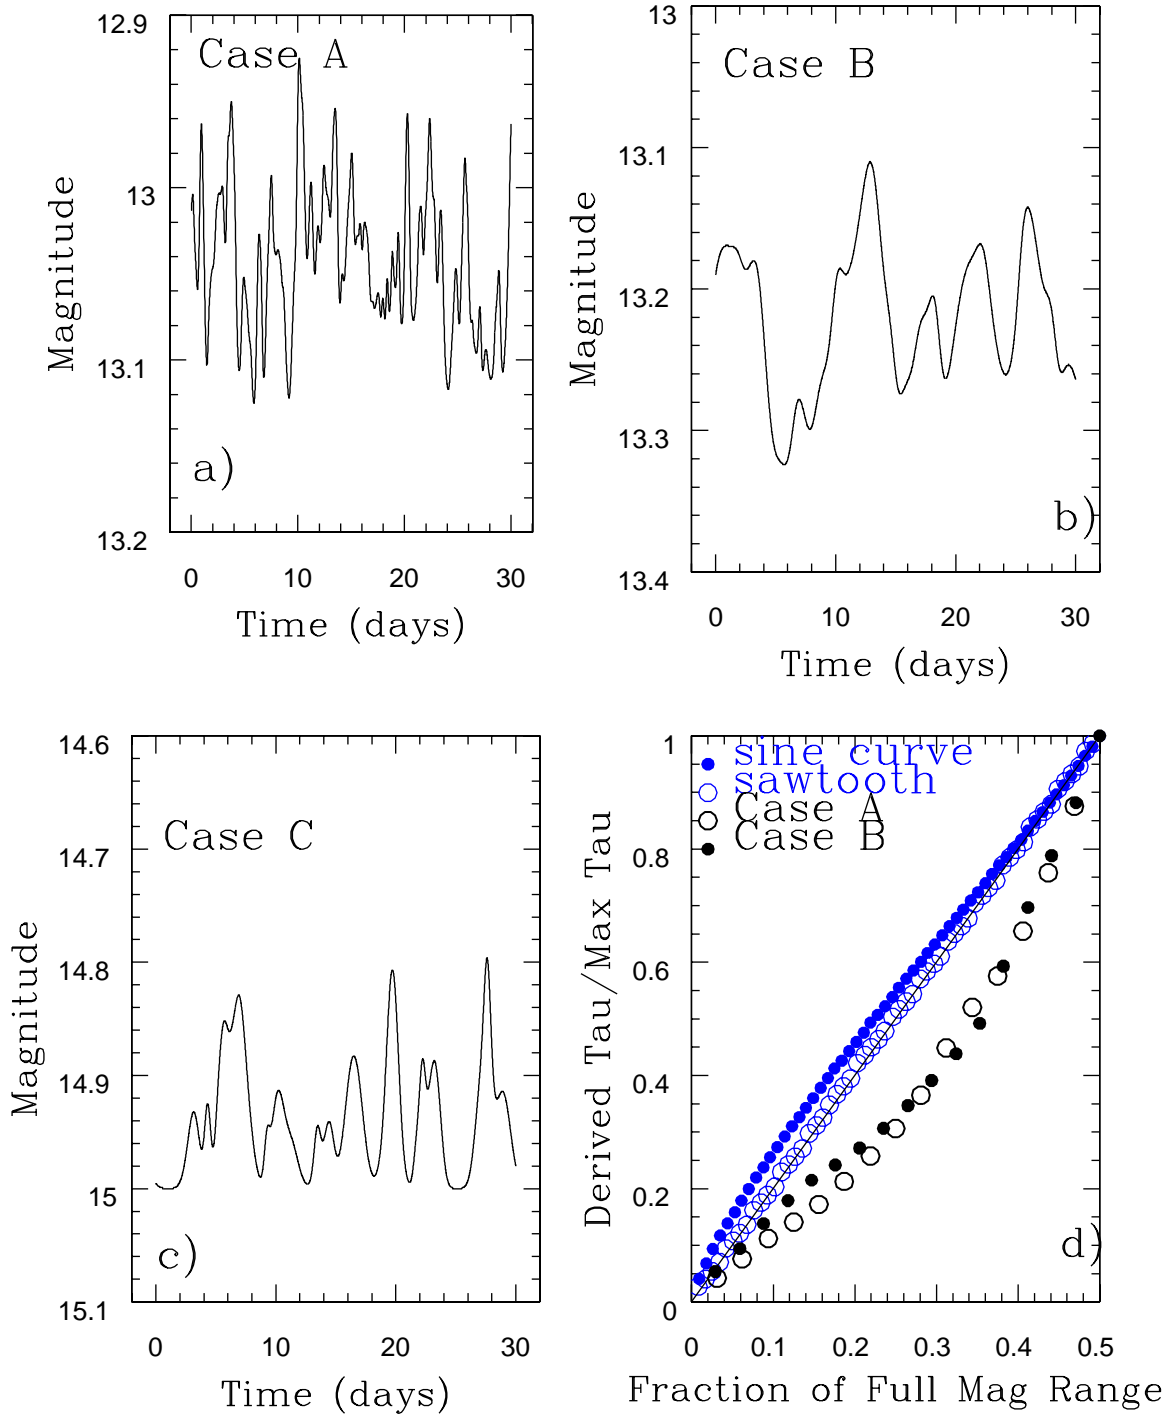 12.9
Case A
13
Magnitude
13.1
a)
13.2
0 10 20 30
Time (days)
13
Case B
13.1
Magnitude
13.2
13.3
b)
13.4
0 10 20 30
Time (days)
14.6
Case C
14.7
14.8
Magnitude
14.9
15
c)
15.1
0 10 20 30
Time (days)
1
sine curve
sawtooth
Case A
Case B
0.8
Derived Tau/Max Tau
0.6
0.4
0.2
d)
0
0 0.1 0.2 0.3 0.4 0.5
Fraction of Full Mag Range